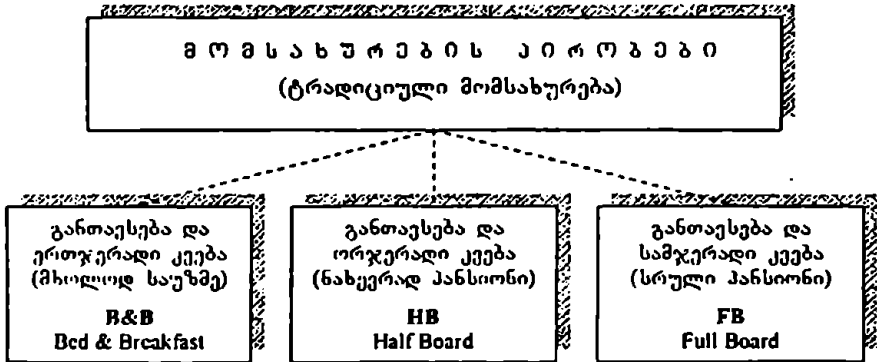 მომსახურების პირობები
(ტრადიციული მომსახურება)
განთავსება და
ერთჯერადი კვება
(მხოლოდ საუზმე)
B&B
Bed & Breakfast
განთავსება და
ორჯერადი კვება
(ნახევრად პანსიონი)
HB
Half Board
განთავსება და
სამჯერადი კვება
(სრული პანსიონი)
FB
Full Board